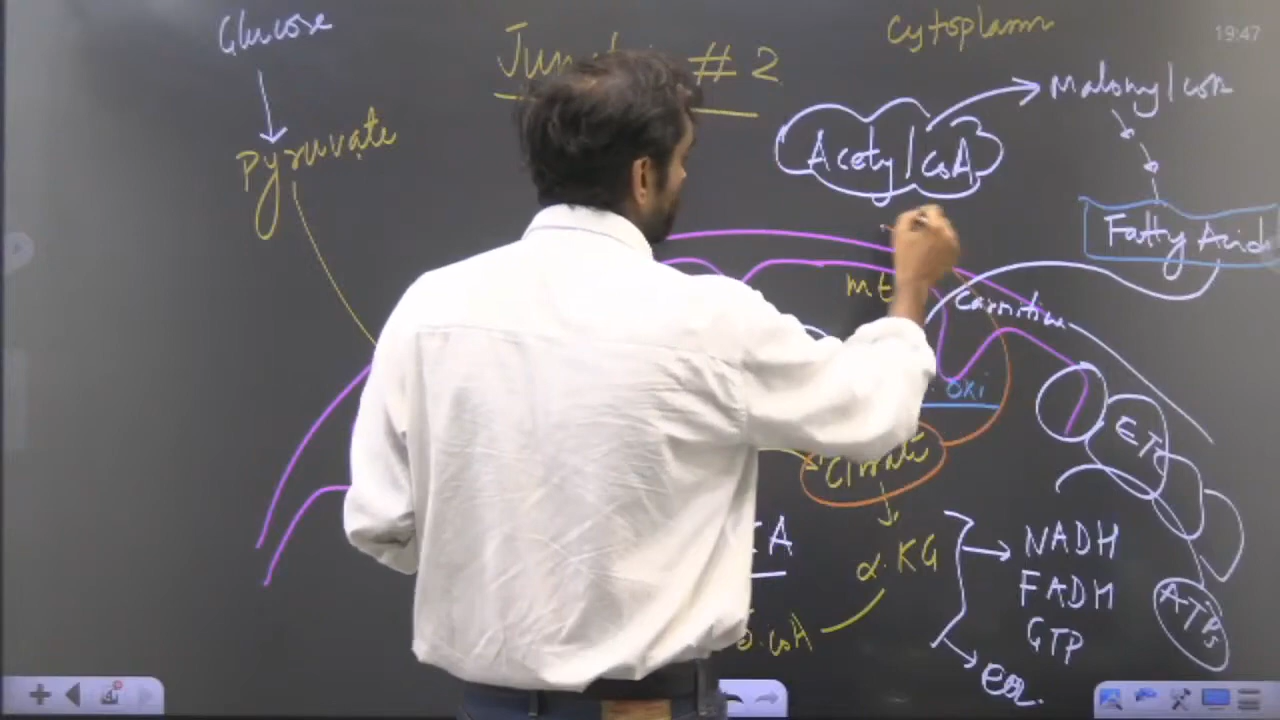 Glucose
Pyruvate
# 2
Cytoplasm
19:47
Malonyl CoA
Acetyl CoA
Fatty Acid
mt
Carnitine
oxi
ETC
Citrate
α. KG
NADH
FADH
GTP
ATPs
S. CoA